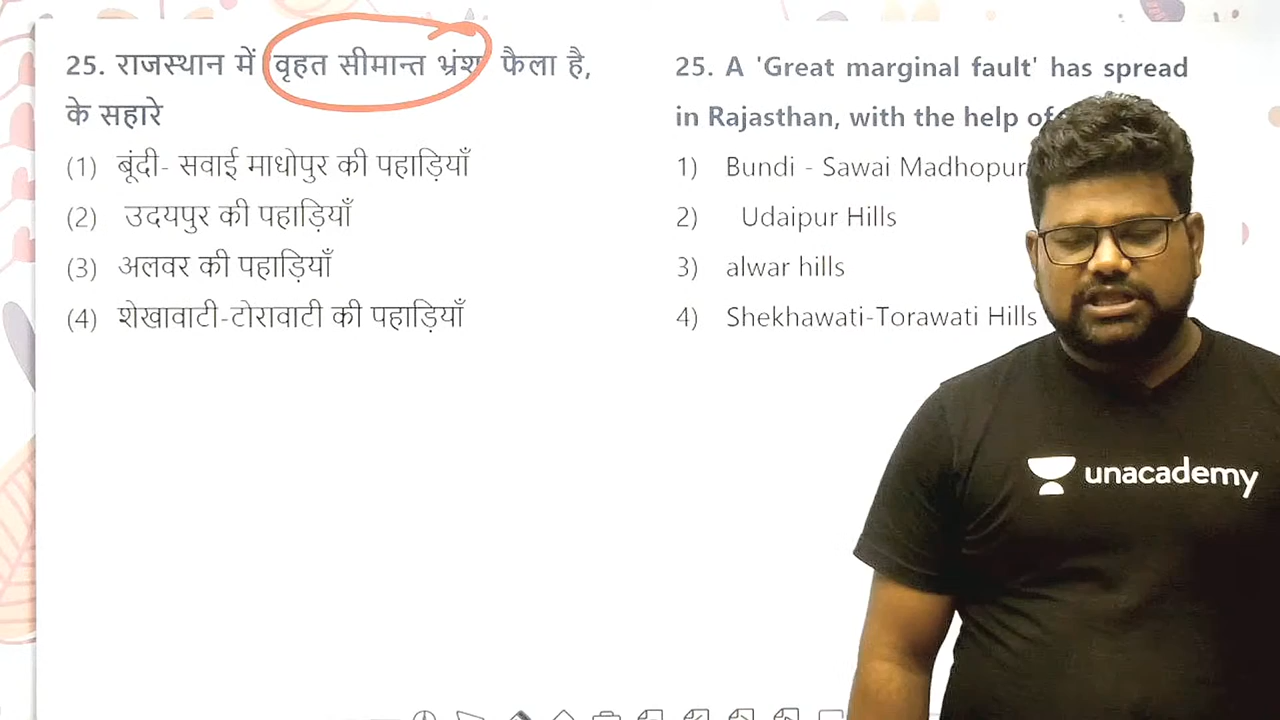 25. राजस्थान में वृहत सीमान्त भ्रंश फैला है,
के सहारे
(1) बूंदी- सवाई माधोपुर की पहाड़ियाँ
(2) उदयपुर की पहाड़ियाँ
(3) अलवर की पहाड़ियाँ
(4) शेखावाटी-टोरावाटी की पहाड़ियाँ
25. A 'Great marginal fault' has spread
in Rajasthan, with the help of
1) Bundi - Sawai Madhopur
2) Udaipur Hills
3) alwar hills
4) Shekhawati-Torawati Hills
unacademy